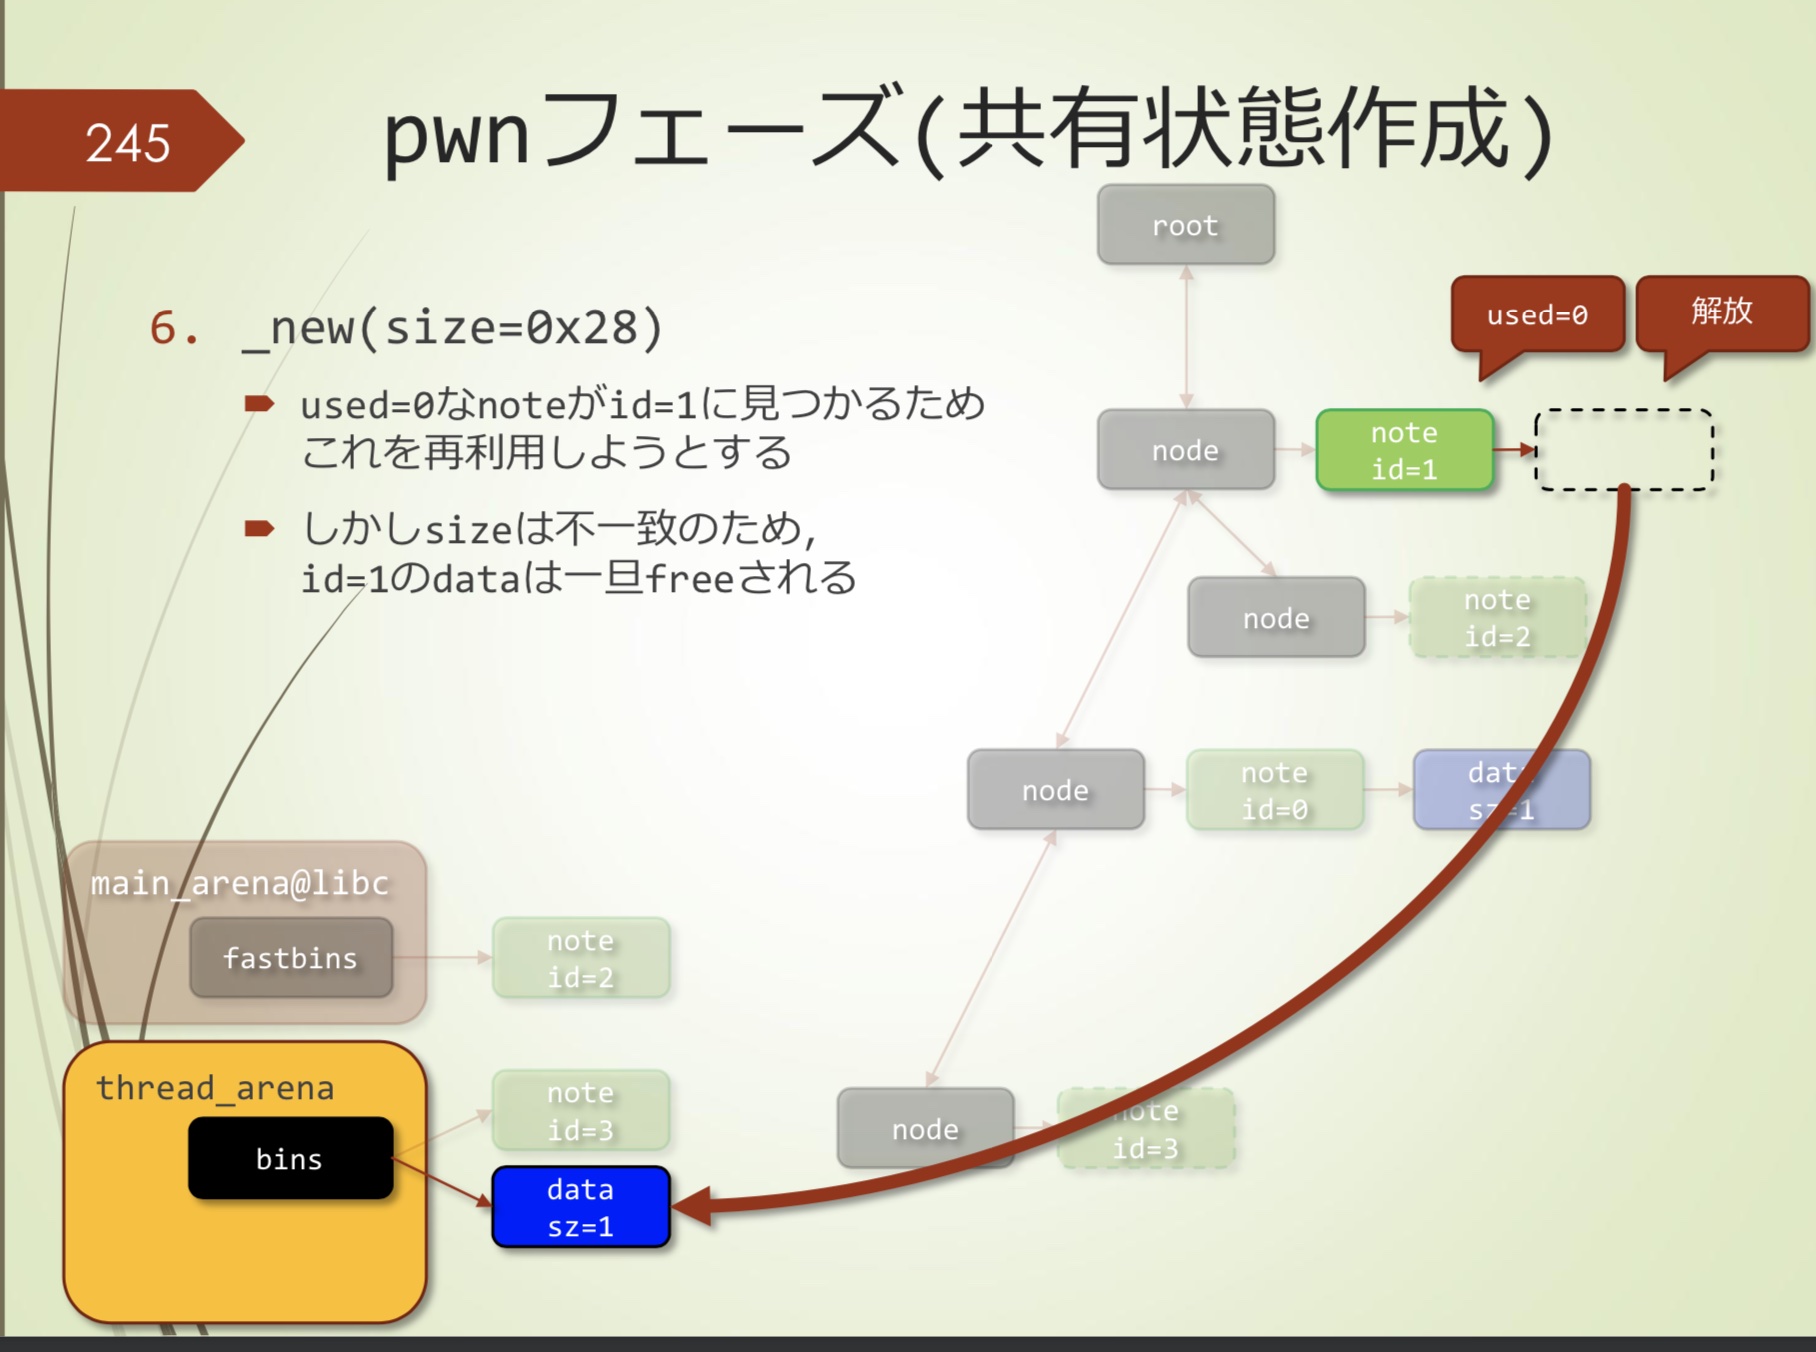 245
pwnフェーズ(共有状態作成)
6. _new(size=0x28)
used=0なnoteがid=1に見つかるため
これを再利用しようとする
しかしsizeは不一致のため,
id=1のdataは一旦freeされる
root
used=0
解放
node
note
id=1
node
note
id=2
node
note
id=0
data
sz=1
main_arena@libc
fastbins
note
id=2
thread_arena
bins
note
id=3
data
sz=1
node
note
id=3